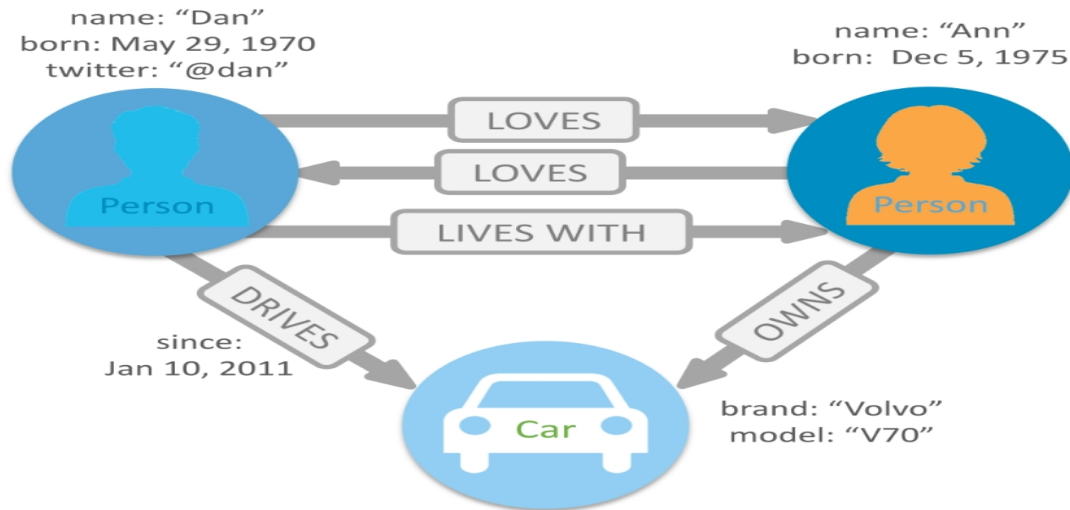 name: “Dan”
born: May 29, 1970
twitter: “@dan”
name: “Ann”
born:  Dec 5, 1975
LOVES
LOVES
Person
Person
LIVES WITH
DRIVES
OWNS
since:
Jan 10, 2011
Car
brand: “Volvo”
model: “V70”